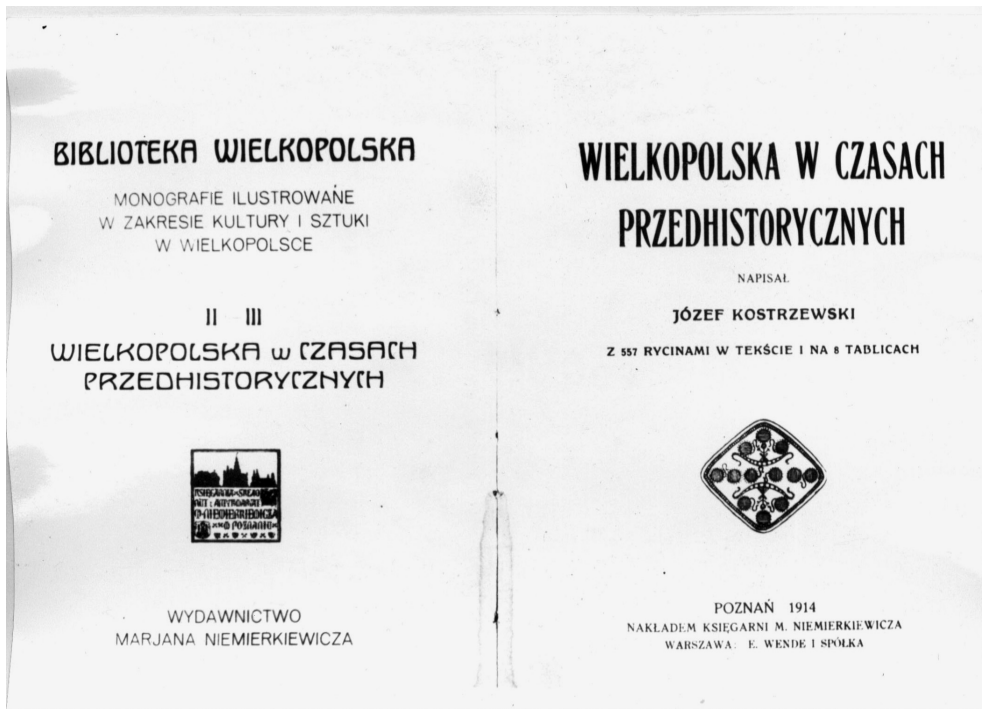 BIBLIOTEKA WIELKOPOLSKA
MONOGRAFIE ILUSTROWANE
W ZAKRESIE KULTURY I SZTUKI
W WIELKOPOLSCE
II III
WIELKOPOLSKA w CZASACH
PRZEDHISTORYCZNYCH
W POZNANIU
WYDAWNICTWO
MARJANA NIEMIERKIEWICZA
WIELKOPOLSKA W CZASACH
PRZEDHISTORYCZNYCH
NAPISAŁ
JÓZEF KOSTRZEWSKI
Z 557 RYCINAMI W TEKŚCIE I NA 8 TABLICACH
POZNAŃ 1914
NAKŁADEM KSIĘGARNI M. NIEMIERKIEWICZA
WARSZAWA: E. WENDE I SPÓŁKA